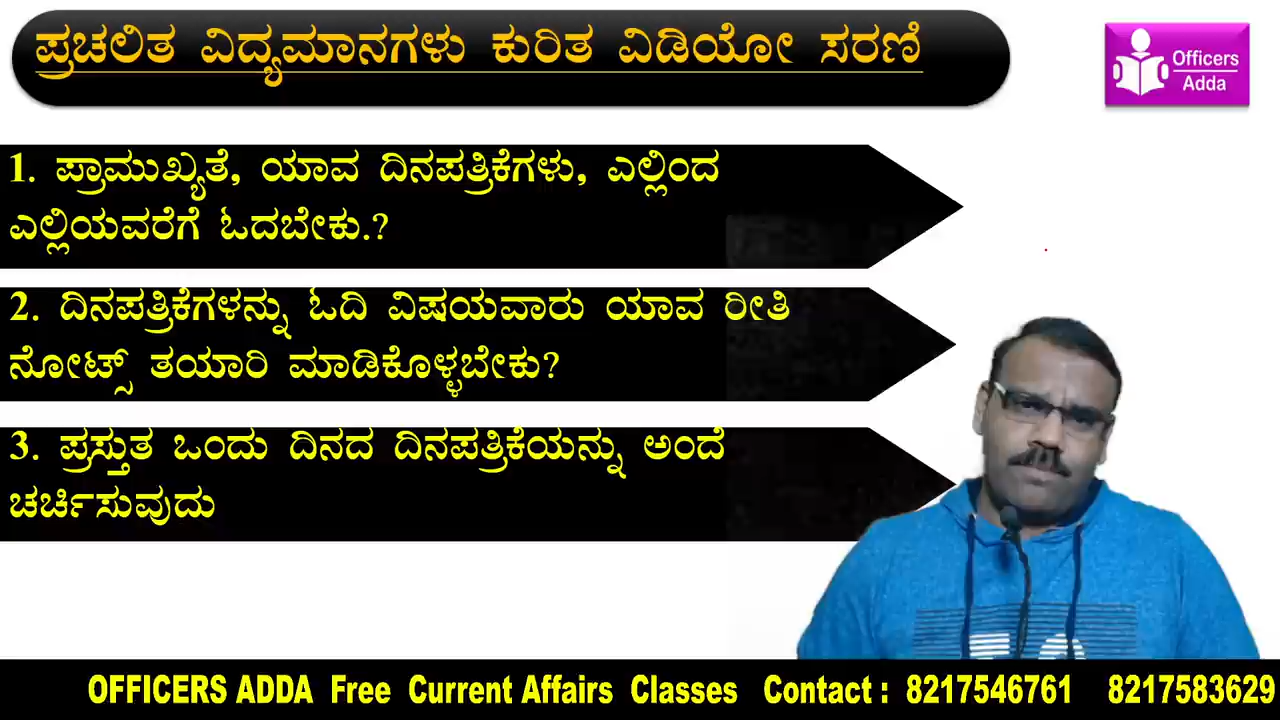 ಪ್ರಚಲಿತ ವಿದ್ಯಮಾನಗಳು ಕುರಿತ ವಿಡಿಯೋ ಸರಣಿ
Officers
Adda
1. ಪ್ರಾಮುಖ್ಯತೆ, ಯಾವ ದಿನಪತ್ರಿಕೆಗಳು, ಎಲ್ಲಿಂದ
ಎಲ್ಲಿಯವರೆಗೆ ಓದಬೇಕು.?
2. ದಿನಪತ್ರಿಕೆಗಳನ್ನು ಓದಿ ವಿಷಯವಾರು ಯಾವ ರೀತಿ
ನೋಟ್ಸ್ ತಯಾರಿ ಮಾಡಿಕೊಳ್ಳಬೇಕು?
3. ಪ್ರಸ್ತುತ ಒಂದು ದಿನದ ದಿನಪತ್ರಿಕೆಯನ್ನು ಅಂದೆ
ಚರ್ಚಿಸುವುದು
OFFICERS ADDA Free Current Affairs Classes Contact : 8217546761 8217583629